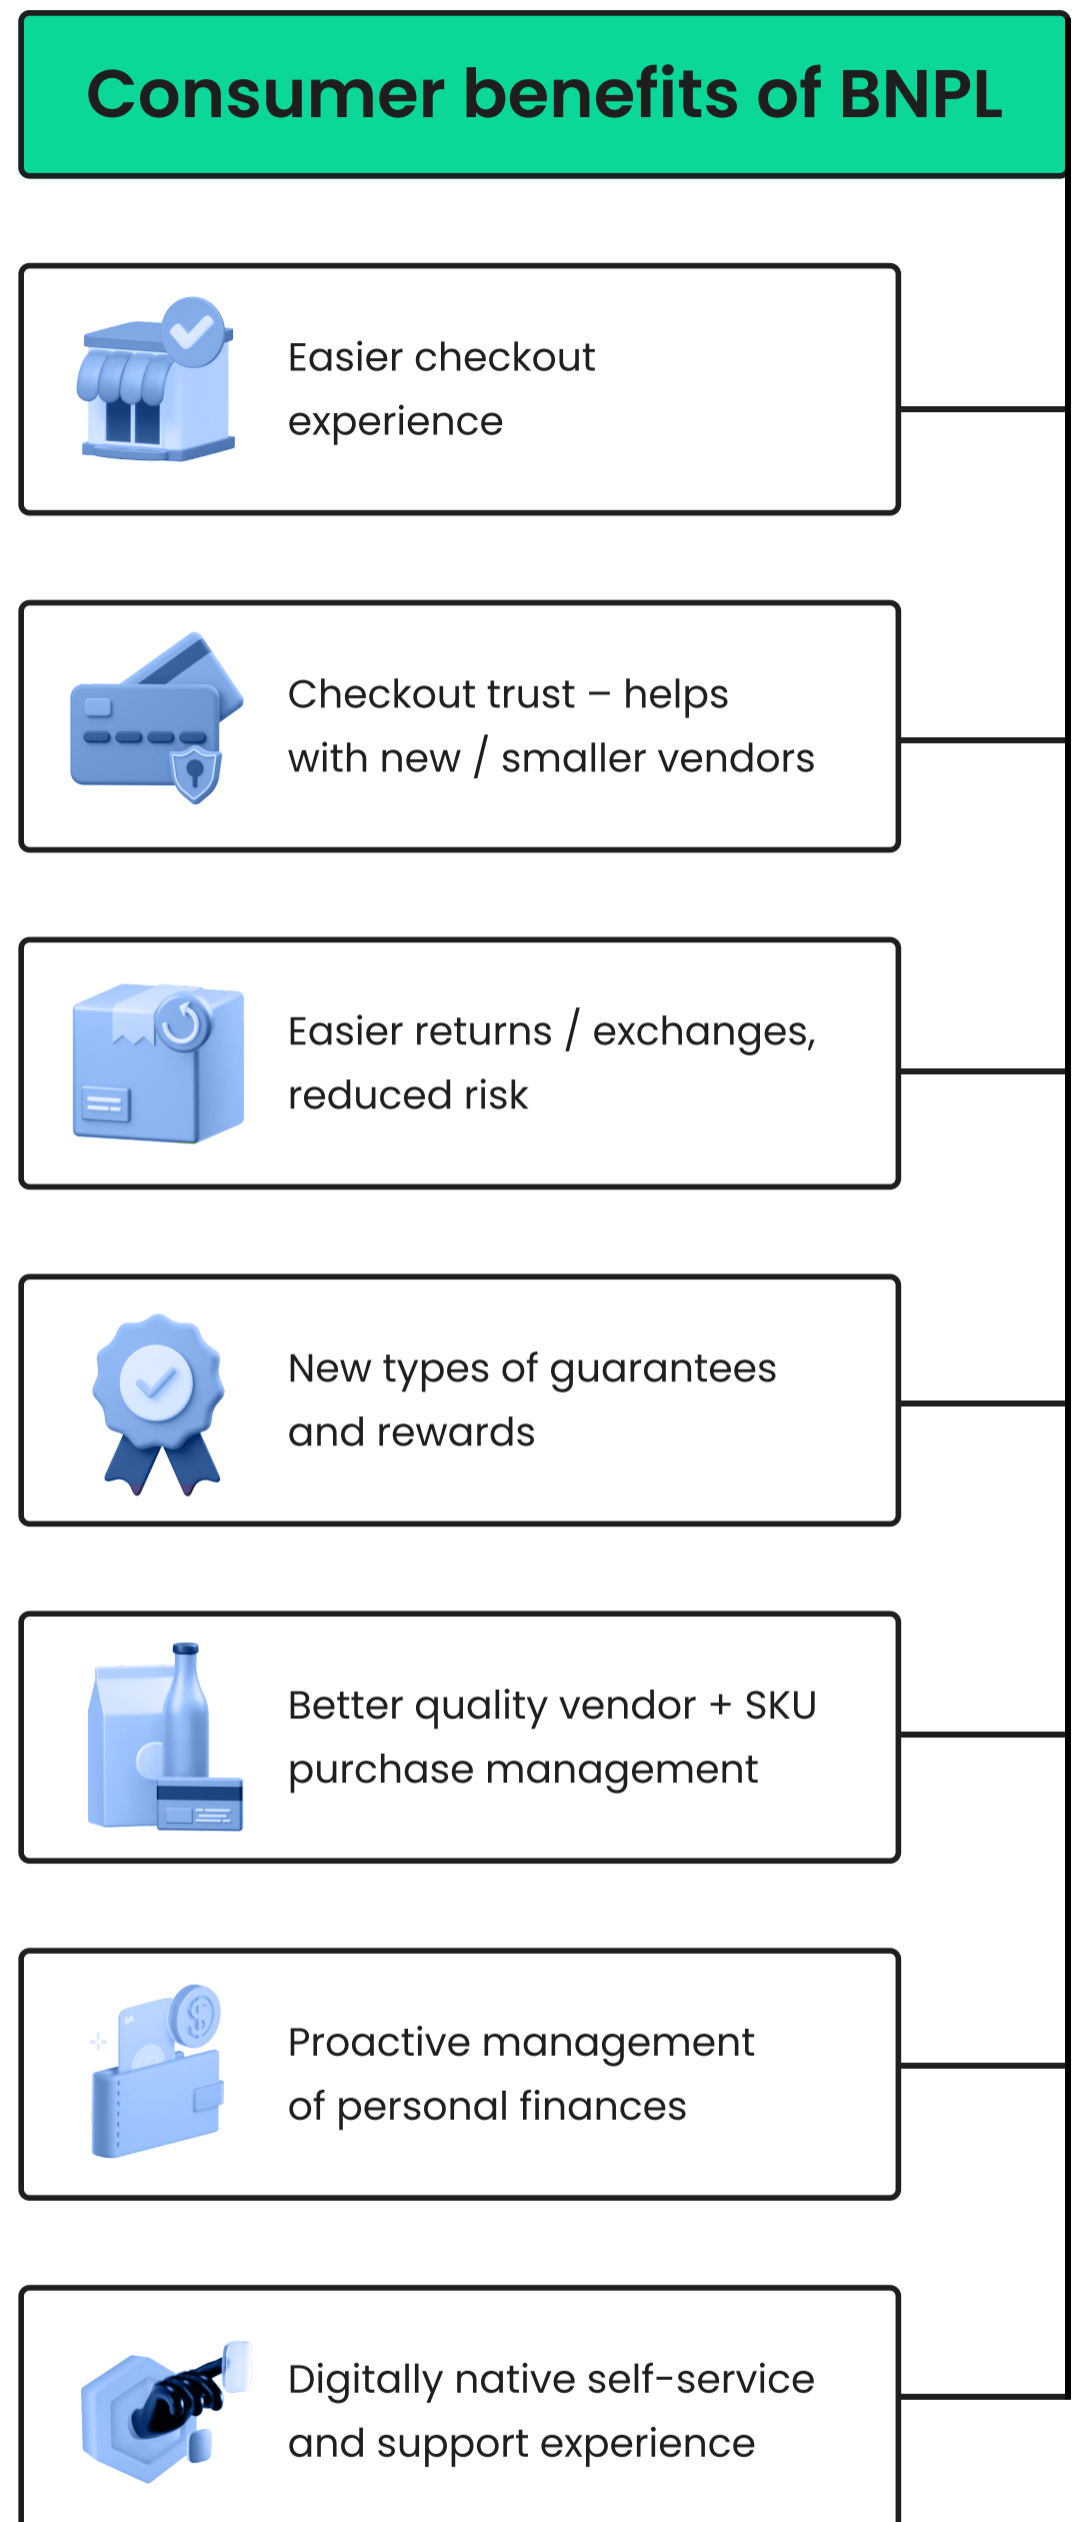 Consumer benefits of BNPL
Easier checkout
experience
Checkout trust – helps
with new / smaller vendors
Easier returns / exchanges,
reduced risk
New types of guarantees
and rewards
Better quality vendor + SKU
purchase management
Proactive management
of personal finances
Digitally native self-service
and support experience